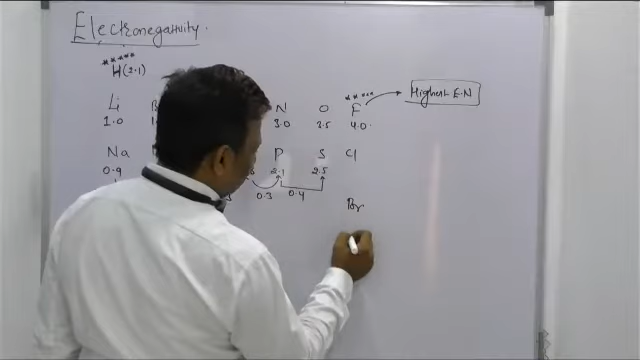 Electronegativity.
*****
H(2.1)
Li N O F Highest E.N
1.0 3.0 3.5 4.0
Na P S Cl
0.9 2.1 2.5
0.3 0.4
Br